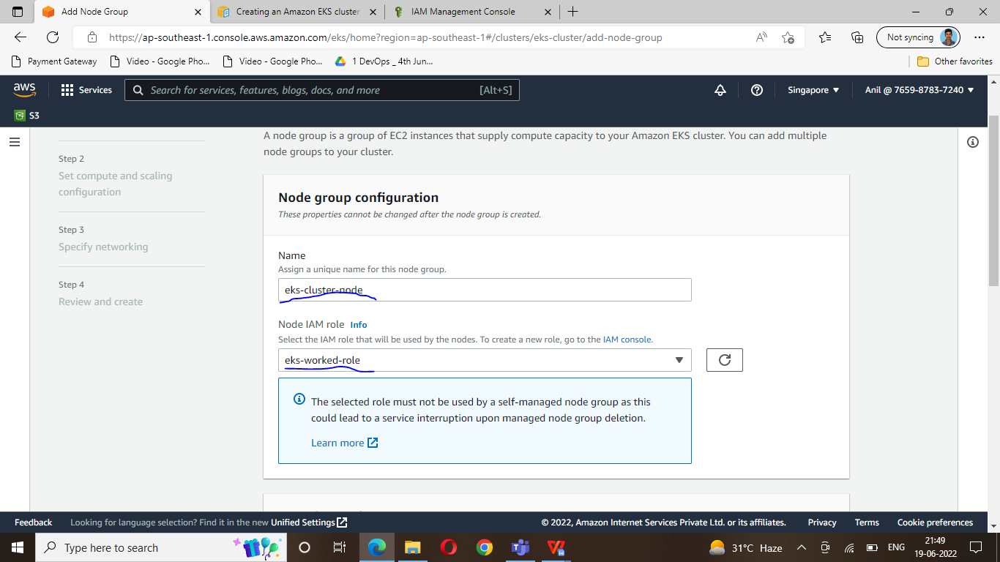 Add Node Group
Creating an Amazon EKS cluster
IAM Management Console
https://ap-southeast-1.console.aws.amazon.com/eks/home?region=ap-southeast-1#/clusters/eks-cluster/add-node-group
Not syncing
Payment Gateway
Video - Google Pho...
Video - Google Pho...
1 DevOps _ 4th Jun...
Other favorites
aws
Services
Search for services, features, blogs, docs, and more
[Alt+S]
Singapore
Anil @ 7659-8783-7240
S3
Step 2
Set compute and scaling
configuration
Step 3
Specify networking
Step 4
Review and create
A node group is a group of EC2 instances that supply compute capacity to your Amazon EKS cluster. You can add multiple
node groups to your cluster.
Node group configuration
These properties cannot be changed after the node group is created.
Name
Assign a unique name for this node group.
eks-cluster-node
Node IAM role Info
Select the IAM role that will be used by the nodes. To create a new role, go to the IAM console.
eks-worked-role
The selected role must not be used by a self-managed node group as this
could lead to a service interruption upon managed node group deletion.
Learn more
Feedback
Looking for language selection? Find it in the new Unified Settings
© 2022, Amazon Internet Services Private Ltd. or its affiliates.
Privacy
Terms
Cookie preferences
Type here to search
31°C Haze
ENG
21:49
19-06-2022